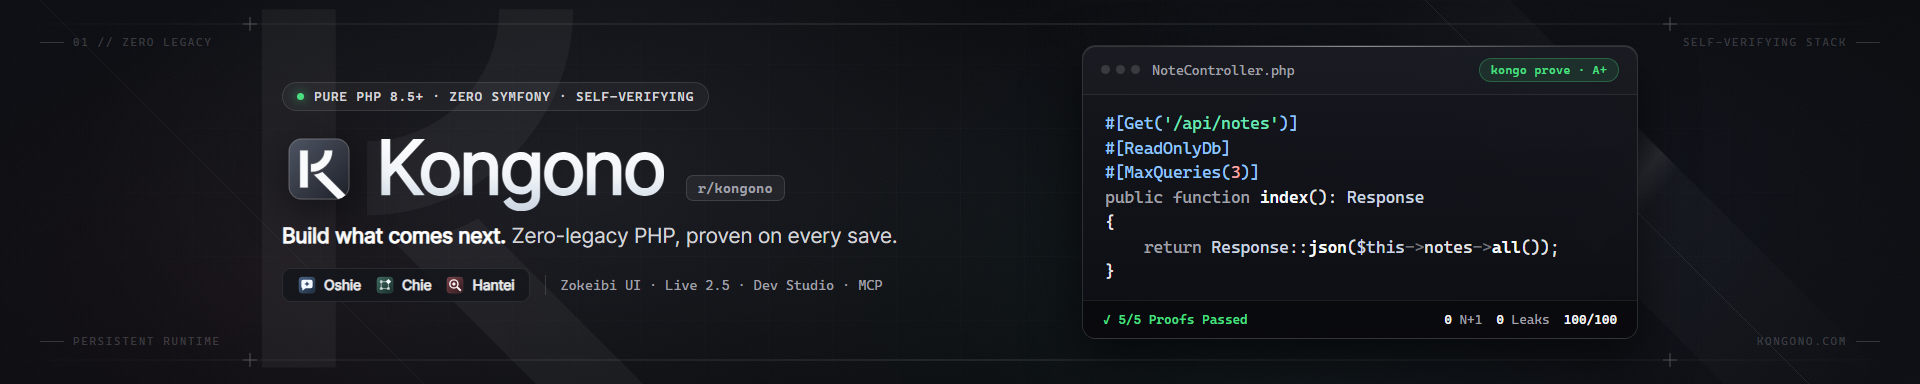 01 // ZERO LEGACY
SELF-VERIFYING STACK
PURE PHP 8.5+ · ZERO SYMFONY · SELF-VERIFYING
Kongono
r/kongono
Build what comes next. Zero-legacy PHP, proven on every save.
Oshie Chie Hantei
Zokeibi UI · Live 2.5 · Dev Studio · MCP
NoteController.php
kongo prove · A+
#[Get('/api/notes')]
#[ReadOnlyDb]
#[MaxQueries(3)]
public function index(): Response
{
    return Response::json($this->notes->all());
}
✓ 5/5 Proofs Passed
0 N+1 0 Leaks 100/100
PERSISTENT RUNTIME
KONGONO.COM